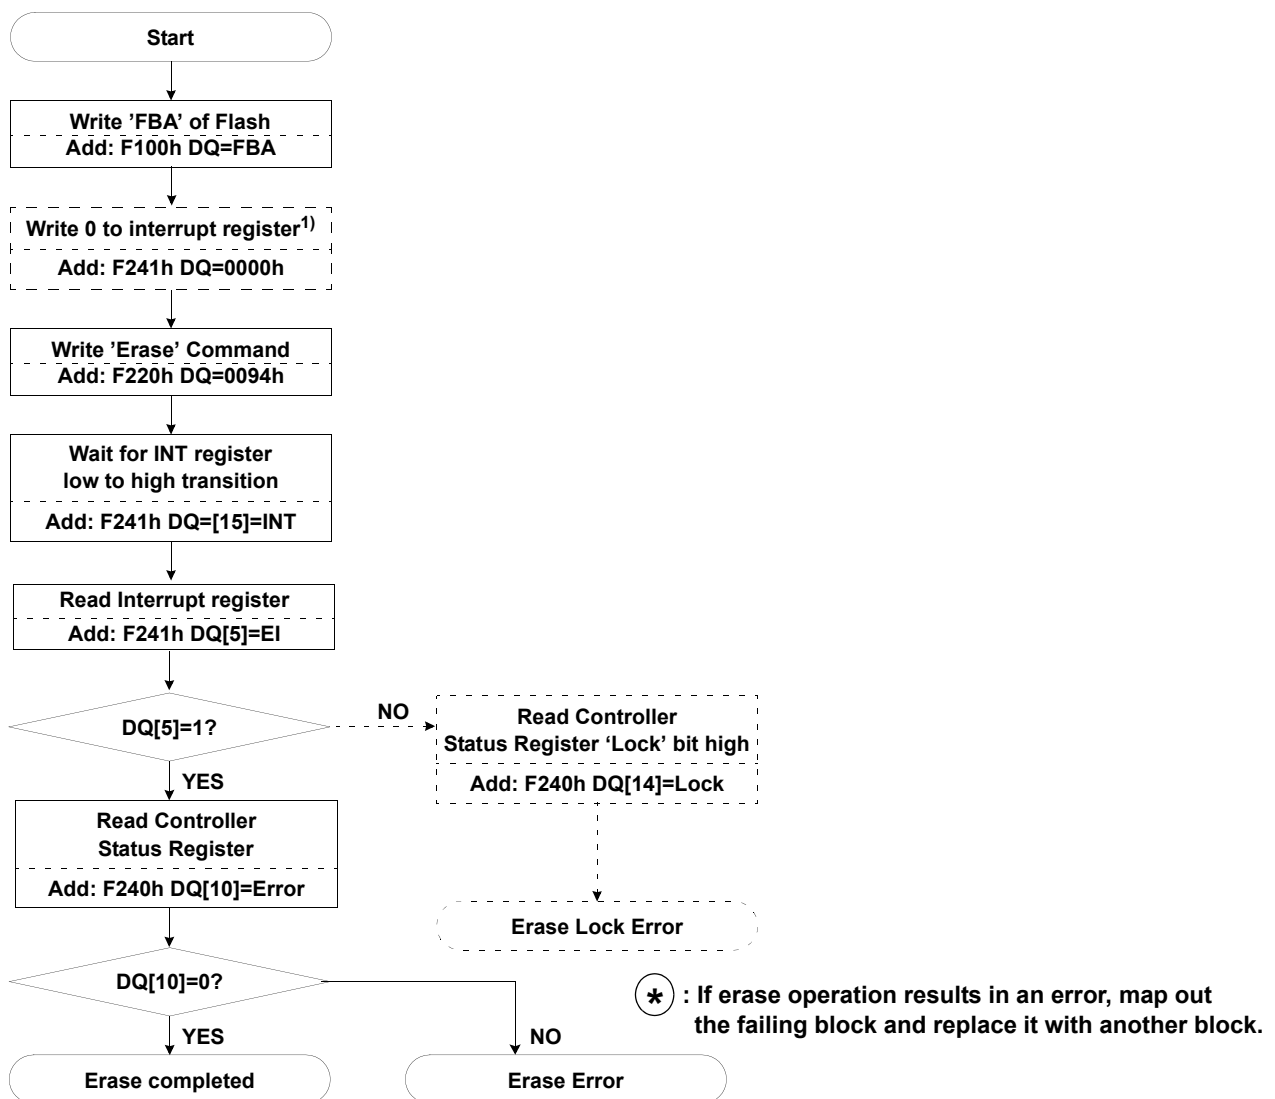 Start
Write ’FBA’ of Flash
Add: F100h DQ=FBA
Write 0 to interrupt register1)
Add: F241h DQ=0000h
Write ’Erase’ Command
Add: F220h DQ=0094h
Wait for INT register
low to high transition
Add: F241h DQ=[15]=INT
Read Interrupt register
Add: F241h DQ[5]=EI
DQ[5]=1?
NO
YES
Read Controller
Status Register ‘Lock’ bit high
Add: F240h DQ[14]=Lock
Erase Lock Error
Read Controller
Status Register
Add: F240h DQ[10]=Error
DQ[10]=0?
YES
NO
Erase completed
Erase Error
* : If erase operation results in an error, map out
the failing block and replace it with another block.